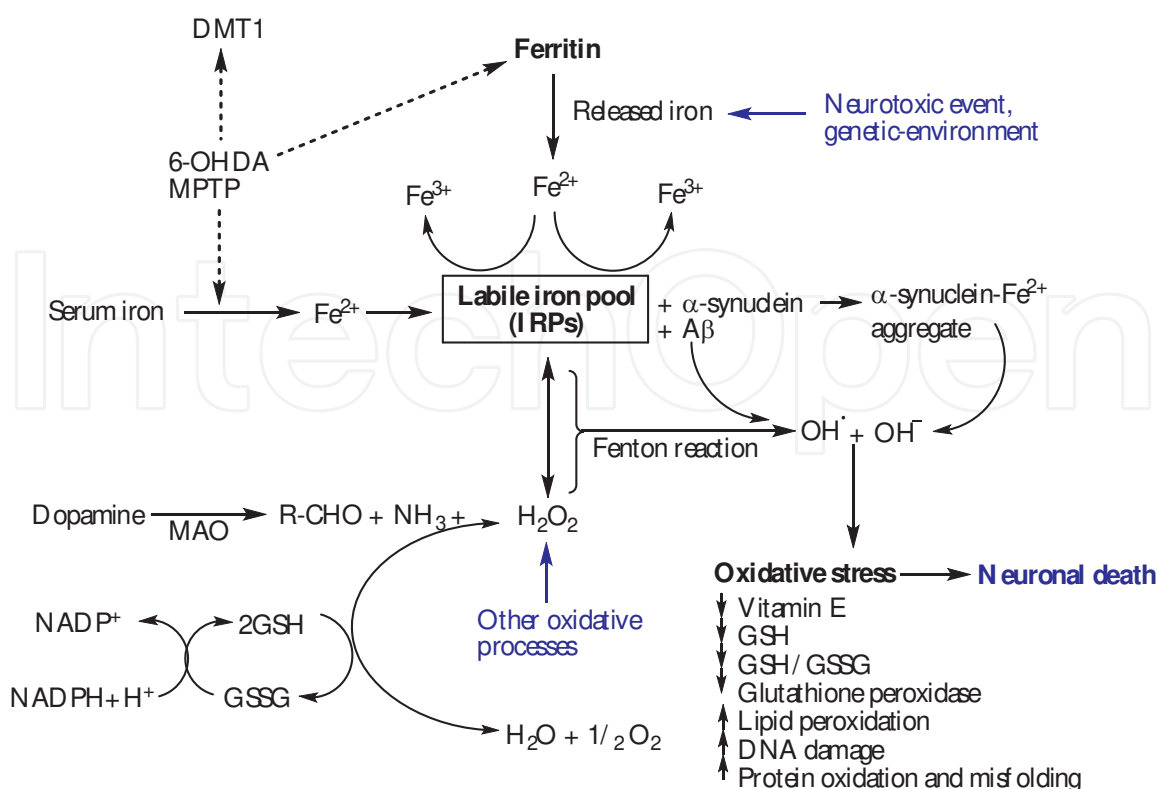 DMT1
Ferritin
Released iron
Neurotoxic event,
genetic-environment
6-OHDA
MPTP
Fe³⁺
Fe²⁺
Fe³⁺
Serum iron
Fe²⁺
Labile iron pool
(IRPs)
+ α-synuclein
+ Aβ
α-synuclein-Fe²⁺
aggregate
IntechOpen
Fenton reaction
OH˙ + OH⁻
Dopamine
MAO
R-CHO + NH₃ +
H₂O₂
Oxidative stress
Neuronal death
Other oxidative
processes
NADP⁺
2GSH
NADPH+H⁺
GSSG
H₂O + 1/₂O₂
Vitamin E
GSH
GSH/GSSG
Glutathione peroxidase
Lipid peroxidation
DNA damage
Protein oxidation and misfolding